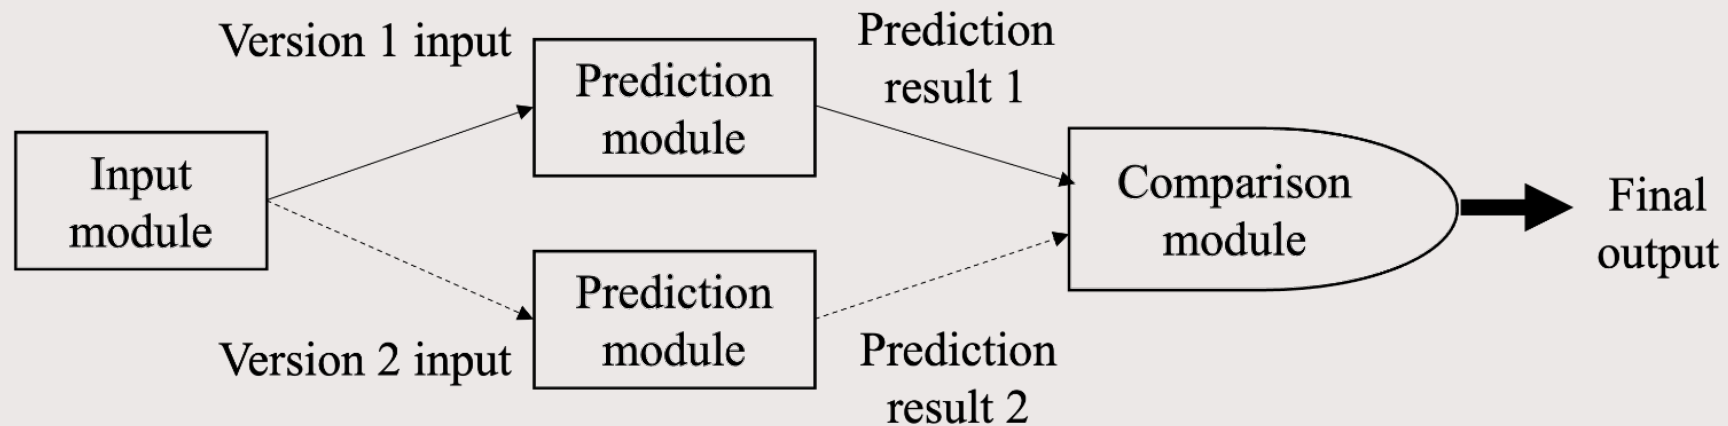 Version 1 input
Prediction
module
Prediction
result 1
Input
module
Comparison
module
Final
output
Version 2 input
Prediction
module
Prediction
result 2